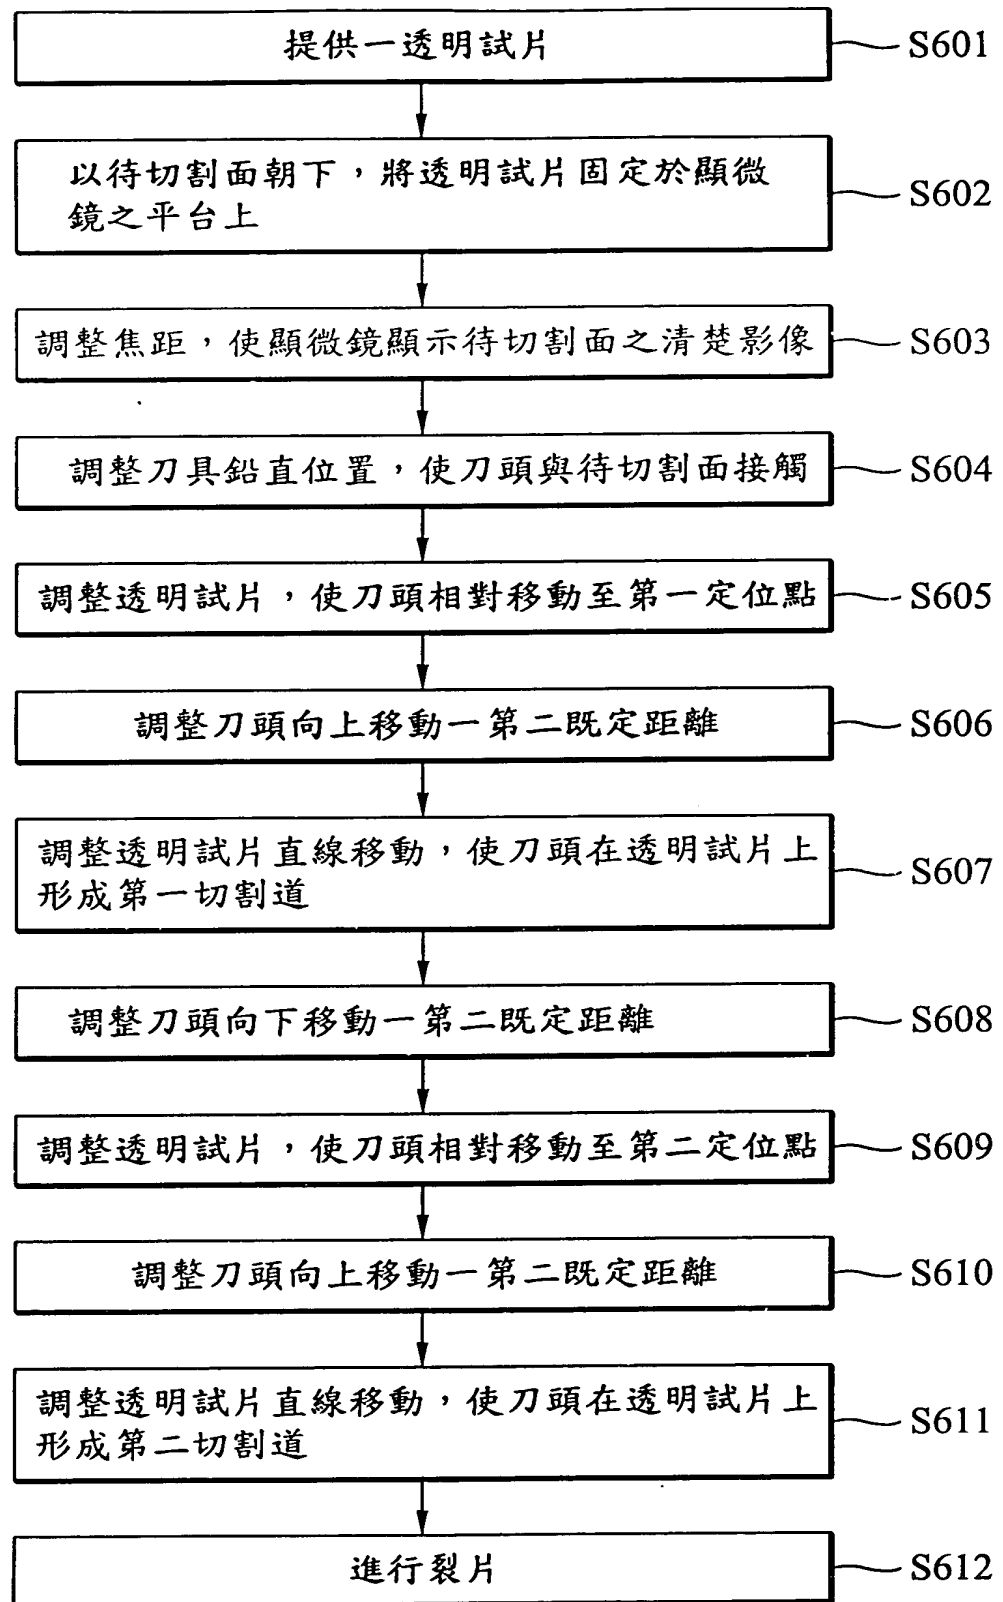 提供一透明試片
S601
以待切割面朝下，將透明試片固定於顯微
鏡之平台上
S602
調整焦距，使顯微鏡顯示待切割面之清楚影像
S603
調整刀具鉛直位置，使刀頭與待切割面接觸
S604
調整透明試片，使刀頭相對移動至第一定位點
S605
調整刀頭向上移動一第二既定距離
S606
調整透明試片直線移動，使刀頭在透明試片上
形成第一切割道
S607
調整刀頭向下移動一第二既定距離
S608
調整透明試片，使刀頭相對移動至第二定位點
S609
調整刀頭向上移動一第二既定距離
S610
調整透明試片直線移動，使刀頭在透明試片上
形成第二切割道
S611
進行裂片
S612